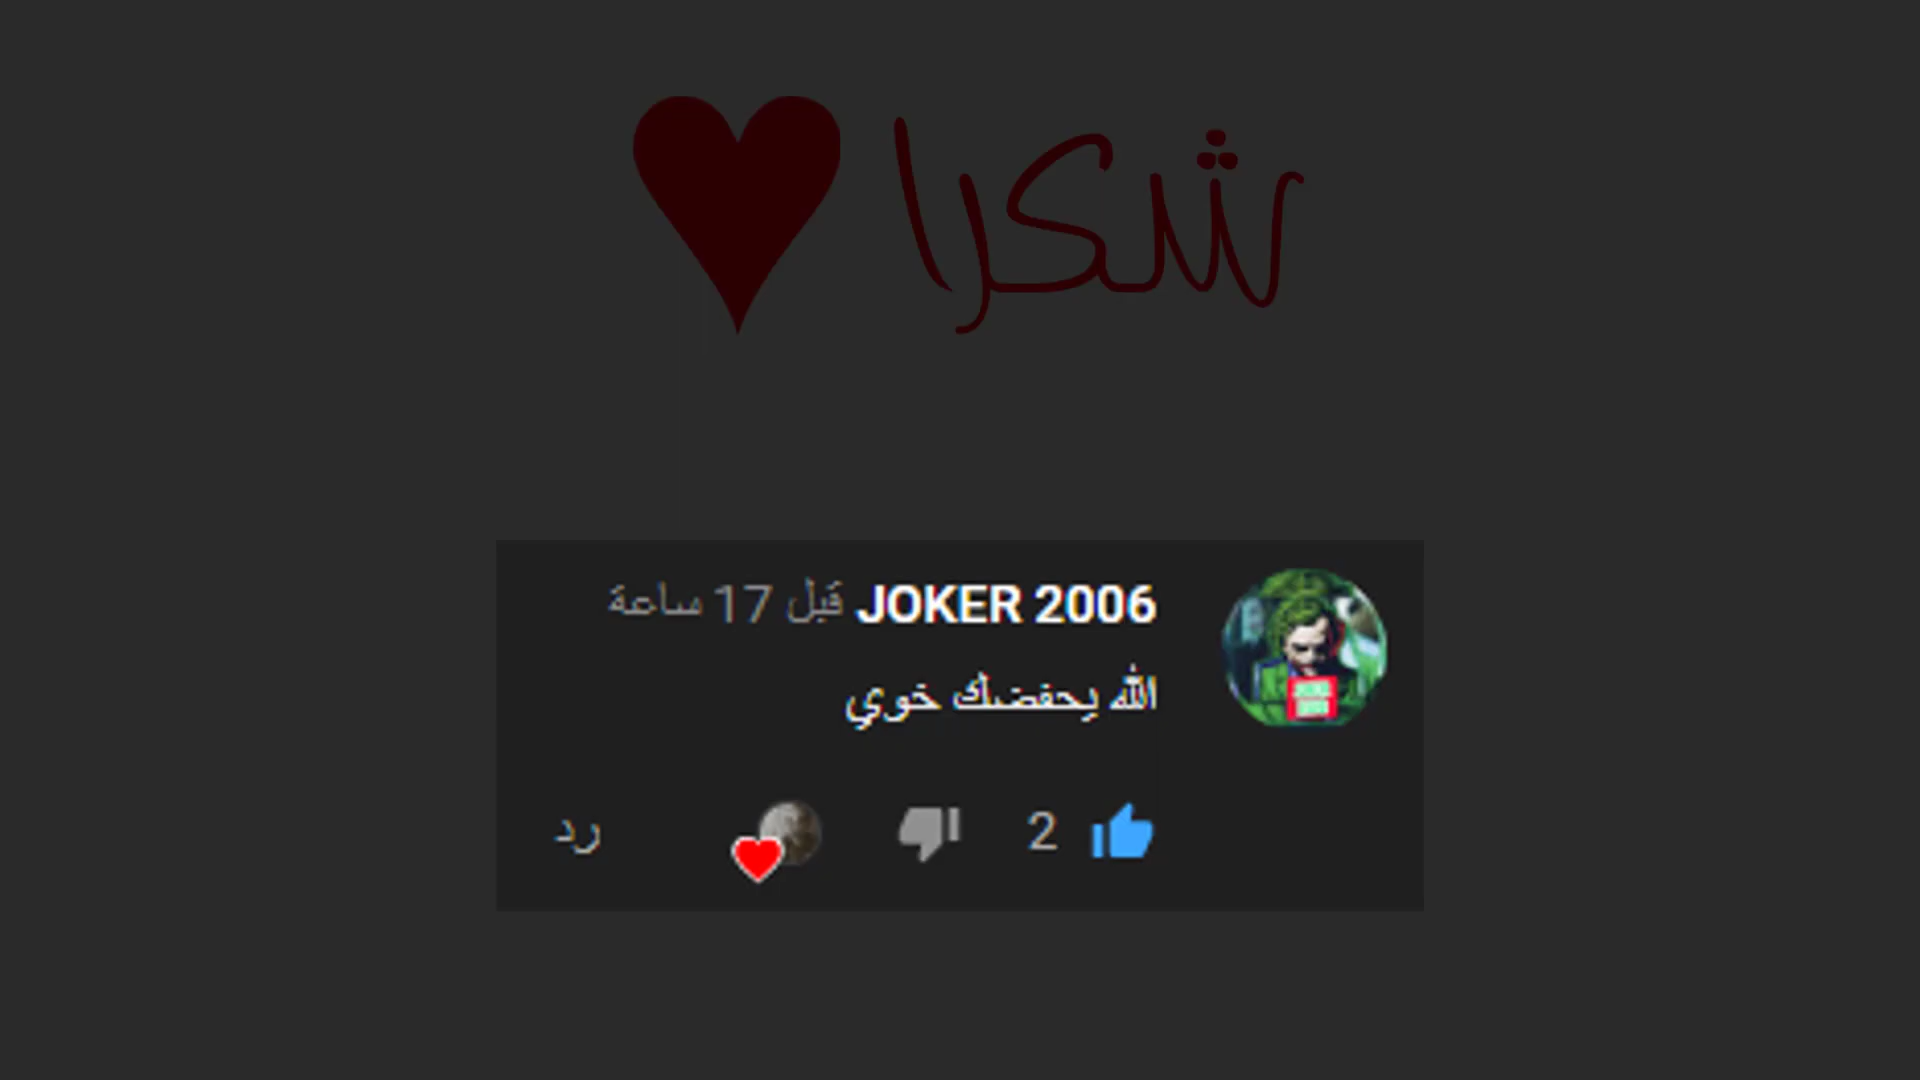 شكرا ♥
JOKER 2006 قبل 17 ساعة
الله يحفضك خوي
2
رد